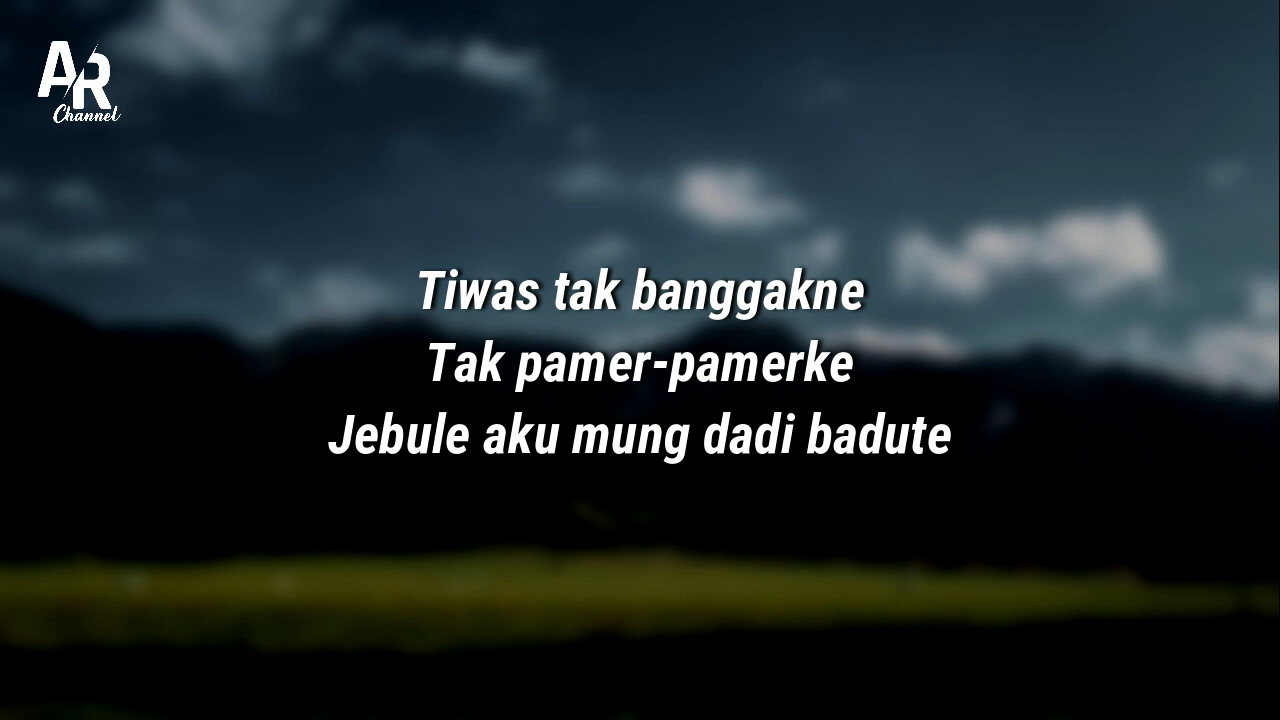 AR
Channel
Tiwas tak banggakne
Tak pamer-pamerke
Jebule aku mung dadi badute